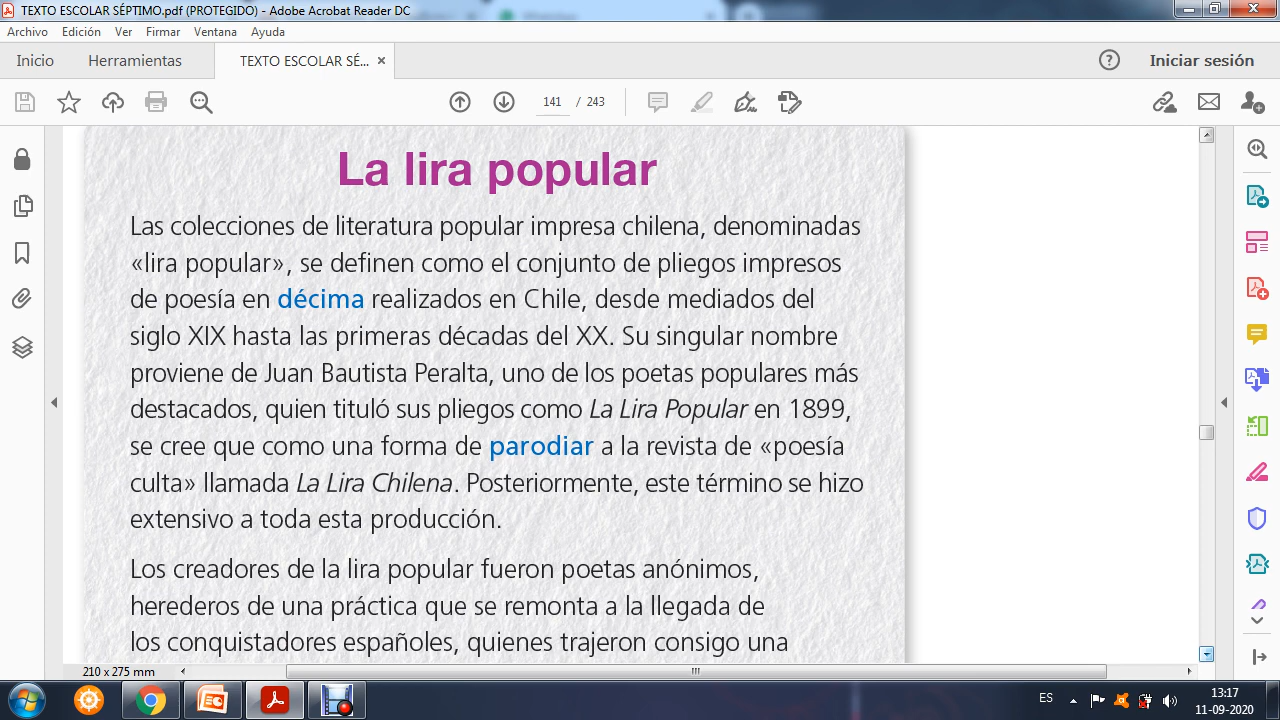 TEXTO ESCOLAR SÉPTIMO.pdf (PROTEGIDO) - Adobe Acrobat Reader DC
Archivo Edición Ver Firmar Ventana Ayuda
Inicio Herramientas TEXTO ESCOLAR SÉ... × Iniciar sesión
141 / 243
La lira popular
Las colecciones de literatura popular impresa chilena, denominadas
«lira popular», se definen como el conjunto de pliegos impresos
de poesía en décima realizados en Chile, desde mediados del
siglo XIX hasta las primeras décadas del XX. Su singular nombre
proviene de Juan Bautista Peralta, uno de los poetas populares más
destacados, quien tituló sus pliegos como La Lira Popular en 1899,
se cree que como una forma de parodiar a la revista de «poesía
culta» llamada La Lira Chilena. Posteriormente, este término se hizo
extensivo a toda esta producción.
Los creadores de la lira popular fueron poetas anónimos,
herederos de una práctica que se remonta a la llegada de
los conquistadores españoles, quienes trajeron consigo una
210 x 275 mm
ES 13:17
11-09-2020